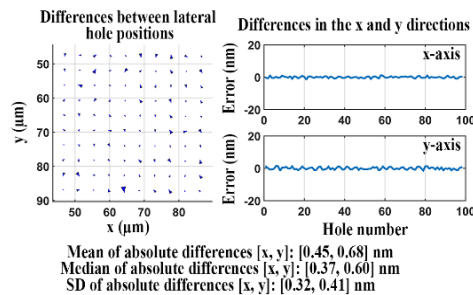 Differences between lateral
hole positions
50
60
70
80
90
y (μm)
50 60 70 80
x (μm)
Differences in the x and y directions
x-axis
20
0
-20
Error (nm)
0 20 40 60 80 100
y-axis
20
0
-20
Error (nm)
0 20 40 60 80 100
Hole number
Mean of absolute differences [x, y]: [0.45, 0.68] nm
Median of absolute differences [x, y]: [0.37, 0.60] nm
SD of absolute differences [x, y]: [0.32, 0.41] nm